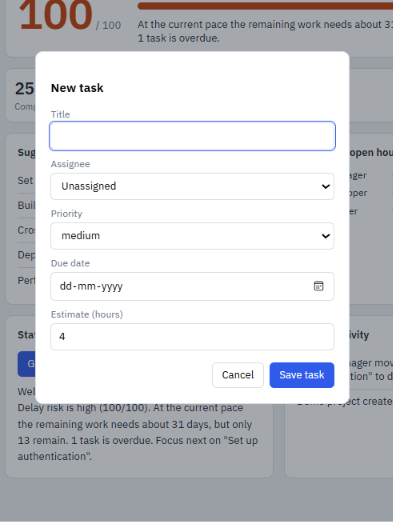 100 / 100
At the current pace the remaining work needs about 31
1 task is overdue.
25
New task
Title
Assignee
Unassigned
Priority
medium
Due date
dd-mm-yyyy
Estimate (hours)
4
Cancel
Save task
open hou
Set
Delay risk is high (100/100). At the current pace
the remaining work needs about 31 days, but only
13 remain. 1 task is overdue. Focus next on "Set up
authentication".